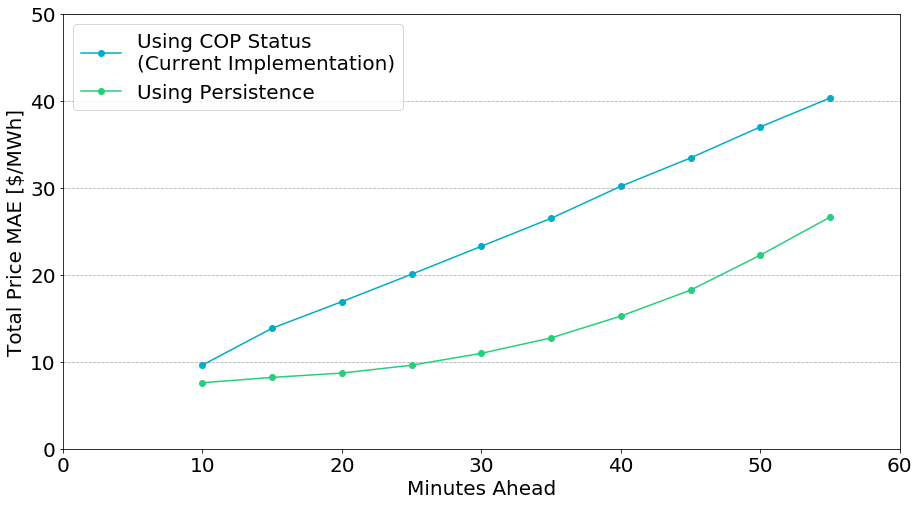 50
40
30
20
10
0
Total Price MAE [$/MWh]
Using COP Status
(Current Implementation)
Using Persistence
0 10 20 30 40 50 60
Minutes Ahead